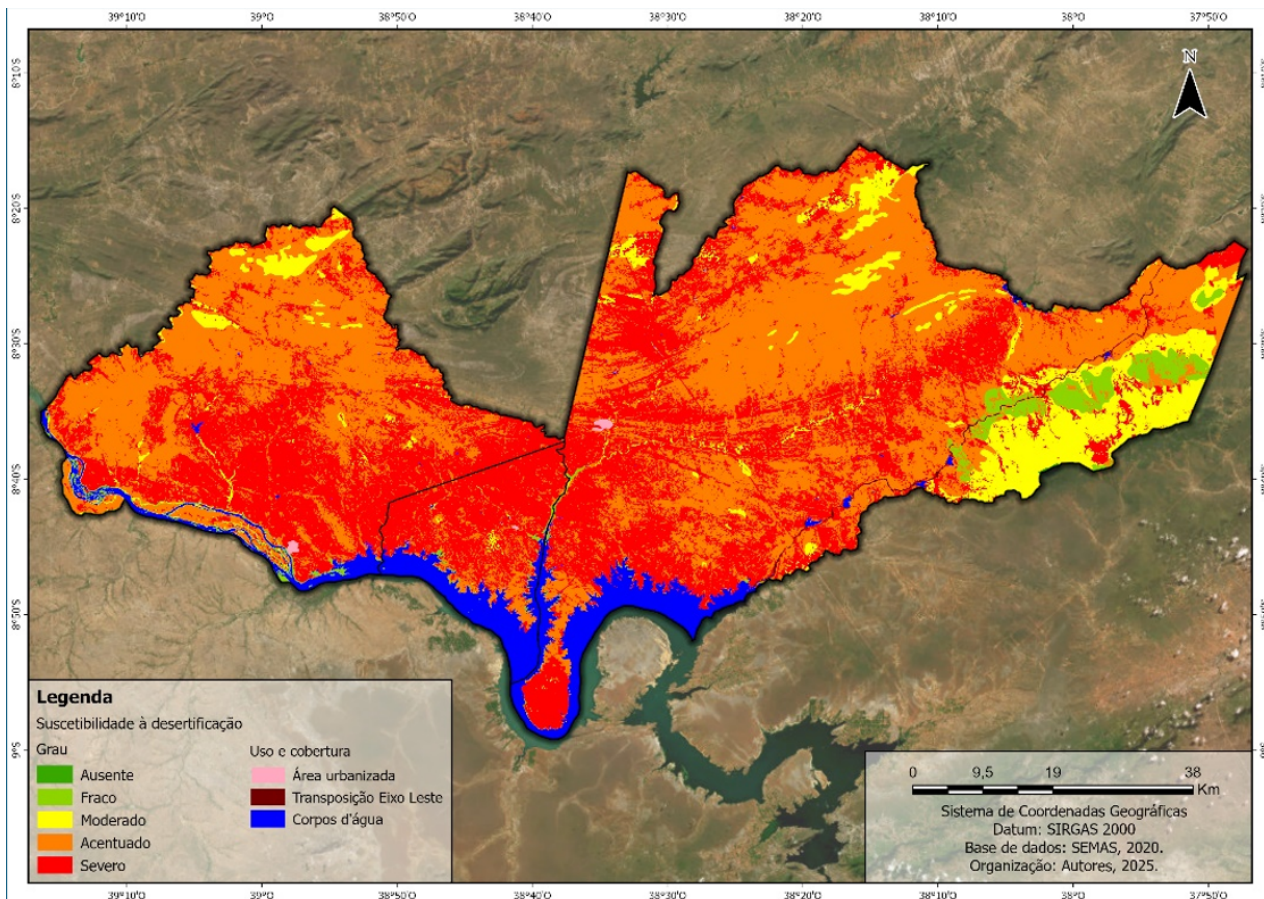 39°10'O 39°O 38°50'O 38°40'O 38°30'O 38°20'O 38°10'O 38°O 37°50'O
8°10'S
8°20'S
8°30'S
8°40'S
8°50'S
9°S
N
Legenda
Suscetibilidade à desertificação
Grau
Ausente
Fraco
Moderado
Acentuado
Severo
Uso e cobertura
Área urbanizada
Transposição Eixo Leste
Corpos d'água
0 9,5 19 38
Km
Sistema de Coordenadas Geográficas
Datum: SIRGAS 2000
Base de dados: SEMAS, 2020.
Organização: Autores, 2025.
39°10'O 39°O 38°50'O 38°40'O 38°30'O 38°20'O 38°10'O 38°O 37°50'O